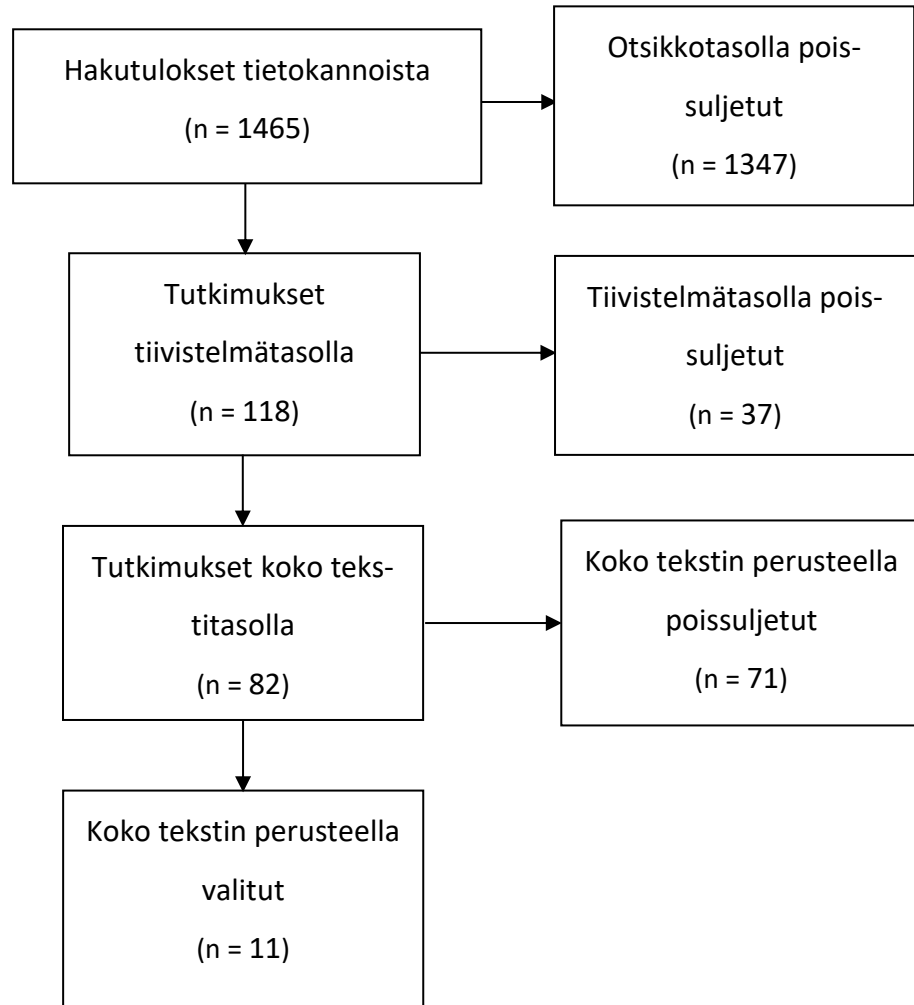 Hakutulokset tietokannoista
(n = 1465)
Otsikkotasolla pois-
suljetut
(n = 1347)
Tutkimukset
tiivistelmätasolla
(n = 118)
Tiivistelmätasolla pois-
suljetut
(n = 37)
Tutkimukset koko teks-
titasolla
(n = 82)
Koko tekstin perusteella
poissuljetut
(n = 71)
Koko tekstin perusteella
valitut
(n = 11)